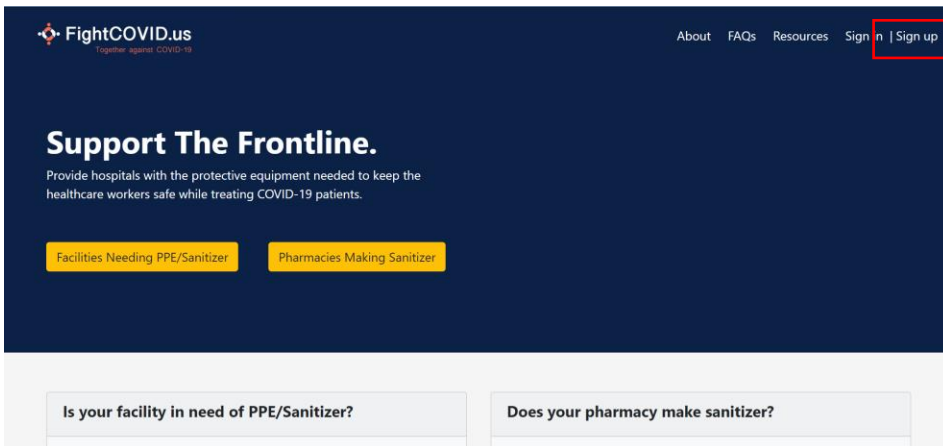 FightCOVID.us
Together against COVID-19
About FAQs Resources Sign in | Sign up
Support The Frontline.
Provide hospitals with the protective equipment needed to keep the
healthcare workers safe while treating COVID-19 patients.
Facilities Needing PPE/Sanitizer Pharmacies Making Sanitizer
Is your facility in need of PPE/Sanitizer? Does your pharmacy make sanitizer?